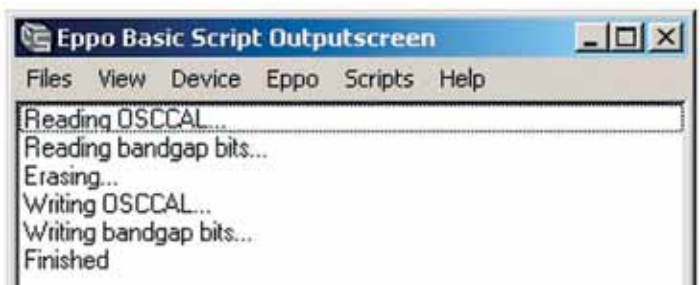 Eppo Basic Script Outputscreen
Files View Device Eppo Scripts Help
Reading OSCCAL...
Reading bandgap bits...
Erasing...
Writing OSCCAL...
Writing bandgap bits...
Finished